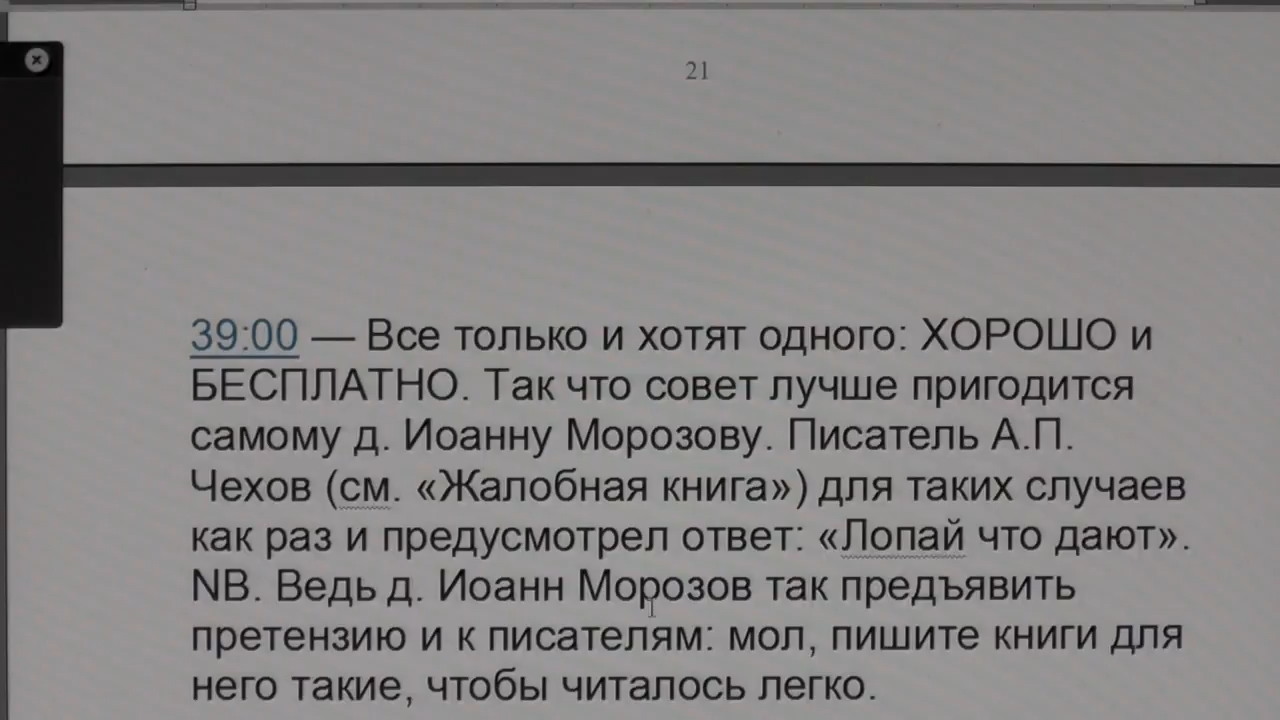 21
39:00 — Все только и хотят одного: ХОРОШО и
БЕСПЛАТНО. Так что совет лучше пригодится
самому д. Иоанну Морозову. Писатель А.П.
Чехов (см. «Жалобная книга») для таких случаев
как раз и предусмотрел ответ: «Лопай что дают».
NB. Ведь д. Иоанн Морозов так предъявить
претензию и к писателям: мол, пишите книги для
него такие, чтобы читалось легко.